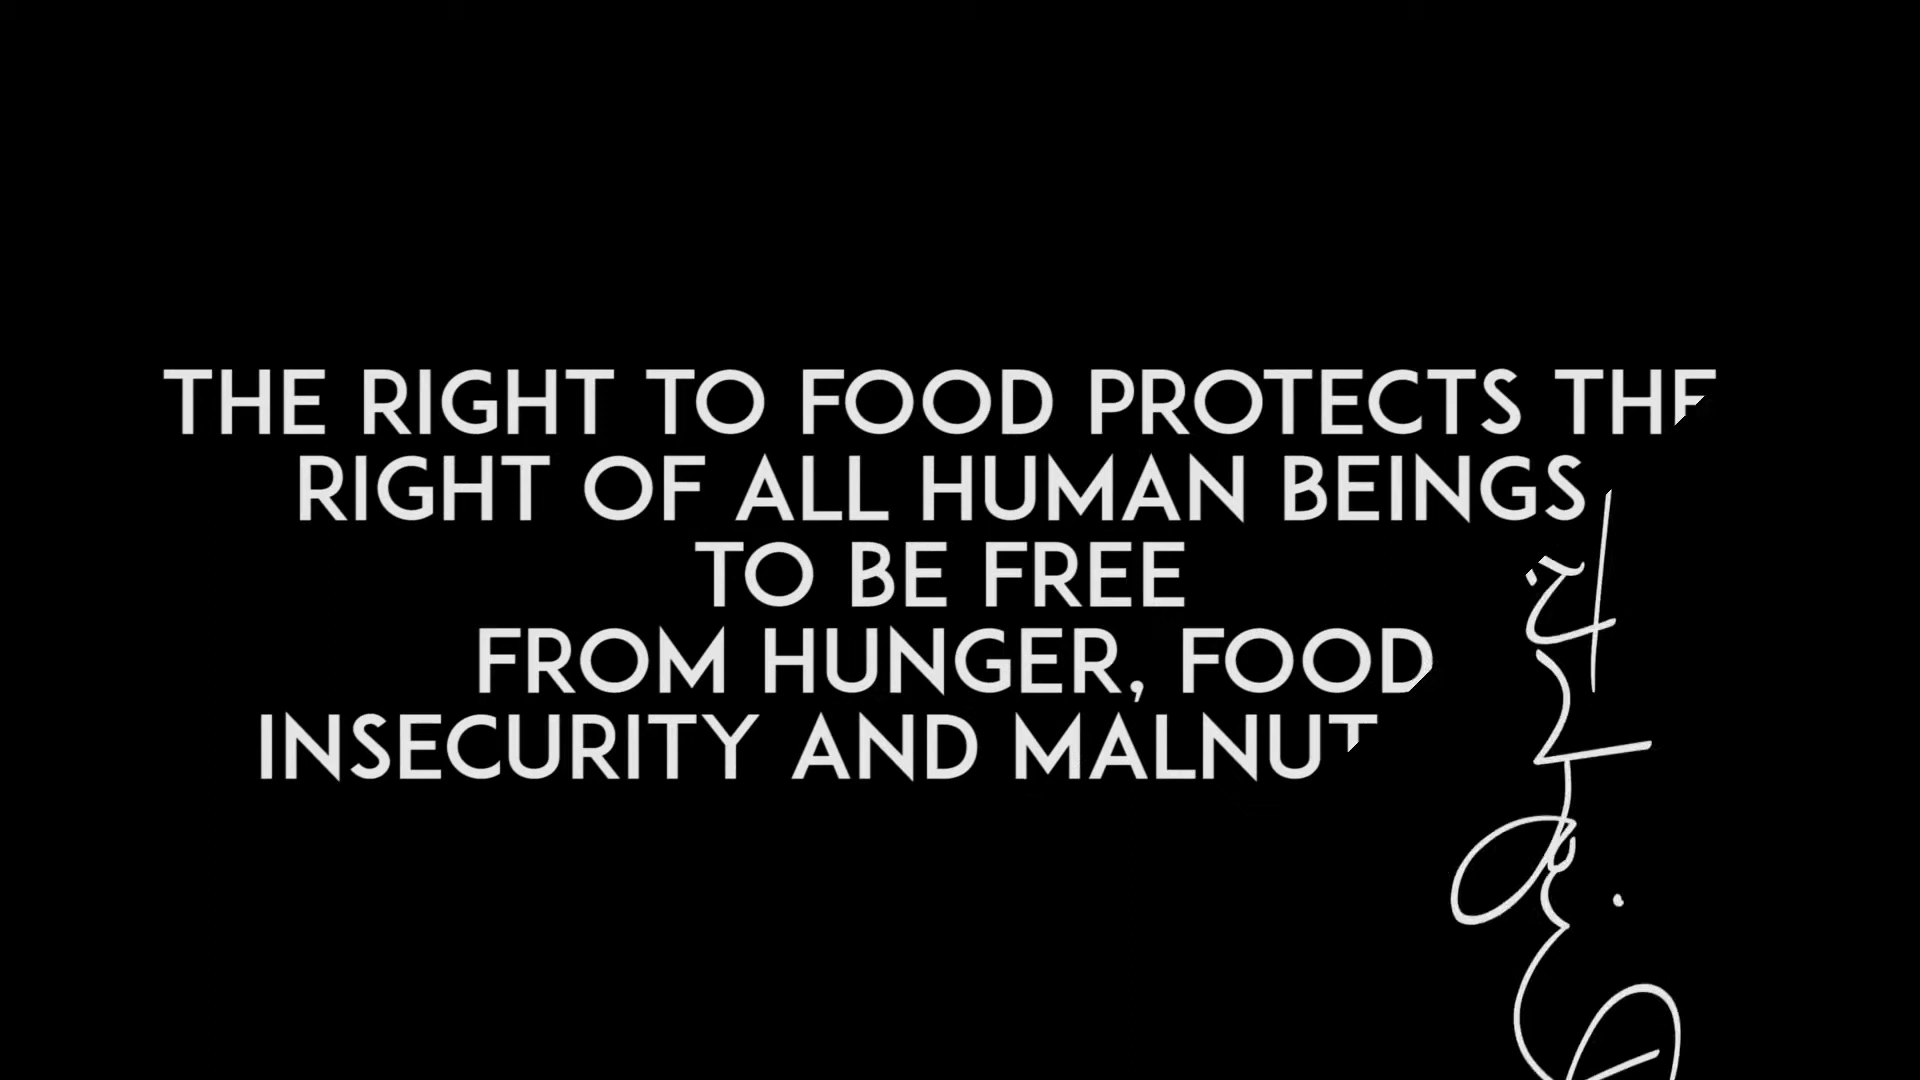 THE RIGHT TO FOOD PROTECTS THE
RIGHT OF ALL HUMAN BEINGS
TO BE FREE
FROM HUNGER, FOOD
INSECURITY AND MALNUT